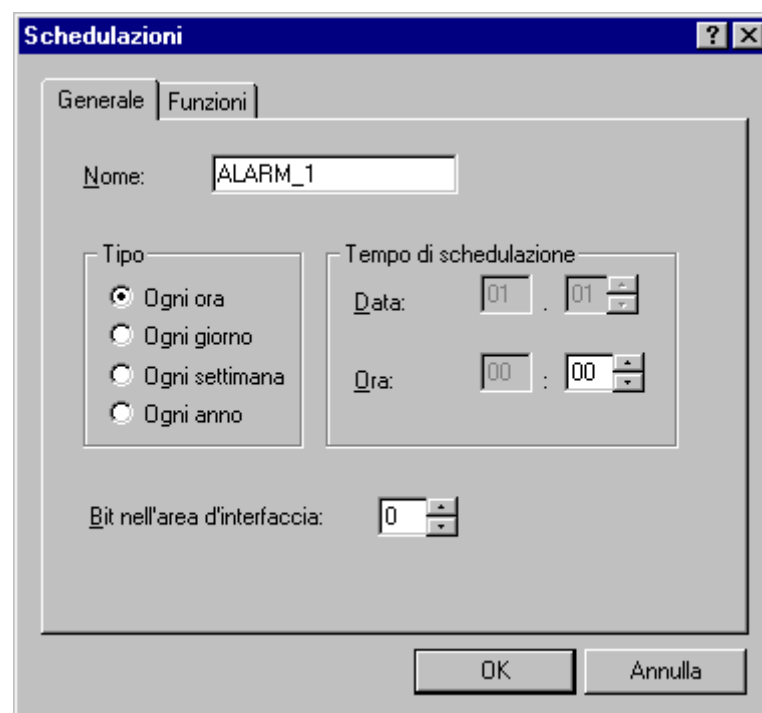 Schedulazioni
Generale Funzioni
Nome: ALARM_1
Tipo
Ogni ora
Ogni giorno
Ogni settimana
Ogni anno
Tempo di schedulazione
Data: 01 . 01
Ora: 00 : 00
Bit nell'area d'interfaccia: 0
OK Annulla